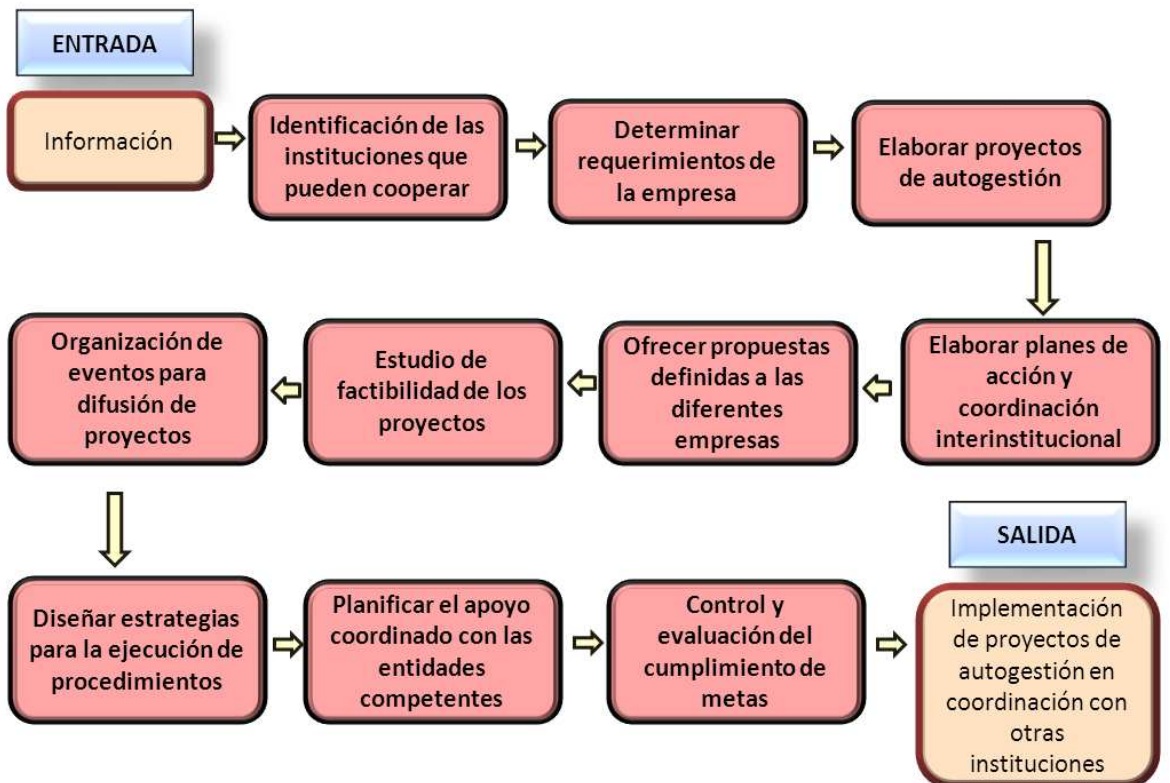 ENTRADA
Información
Identificación de las
instituciones que
pueden cooperar
Determinar
requerimientos de
la empresa
Elaborar proyectos
de autogestión
Elaborar planes de
acción y
coordinación
interinstitucional
Ofrecer propuestas
definidas a las
diferentes
empresas
Estudio de
factibilidad de los
proyectos
Organización de
eventos para
difusión de
proyectos
Diseñar estrategias
para la ejecución de
procedimientos
Planificar el apoyo
coordinado con las
entidades
competentes
Control y
evaluación del
cumplimiento de
metas
SALIDA
Implementación
de proyectos de
autogestión en
coordinación con
otras
instituciones